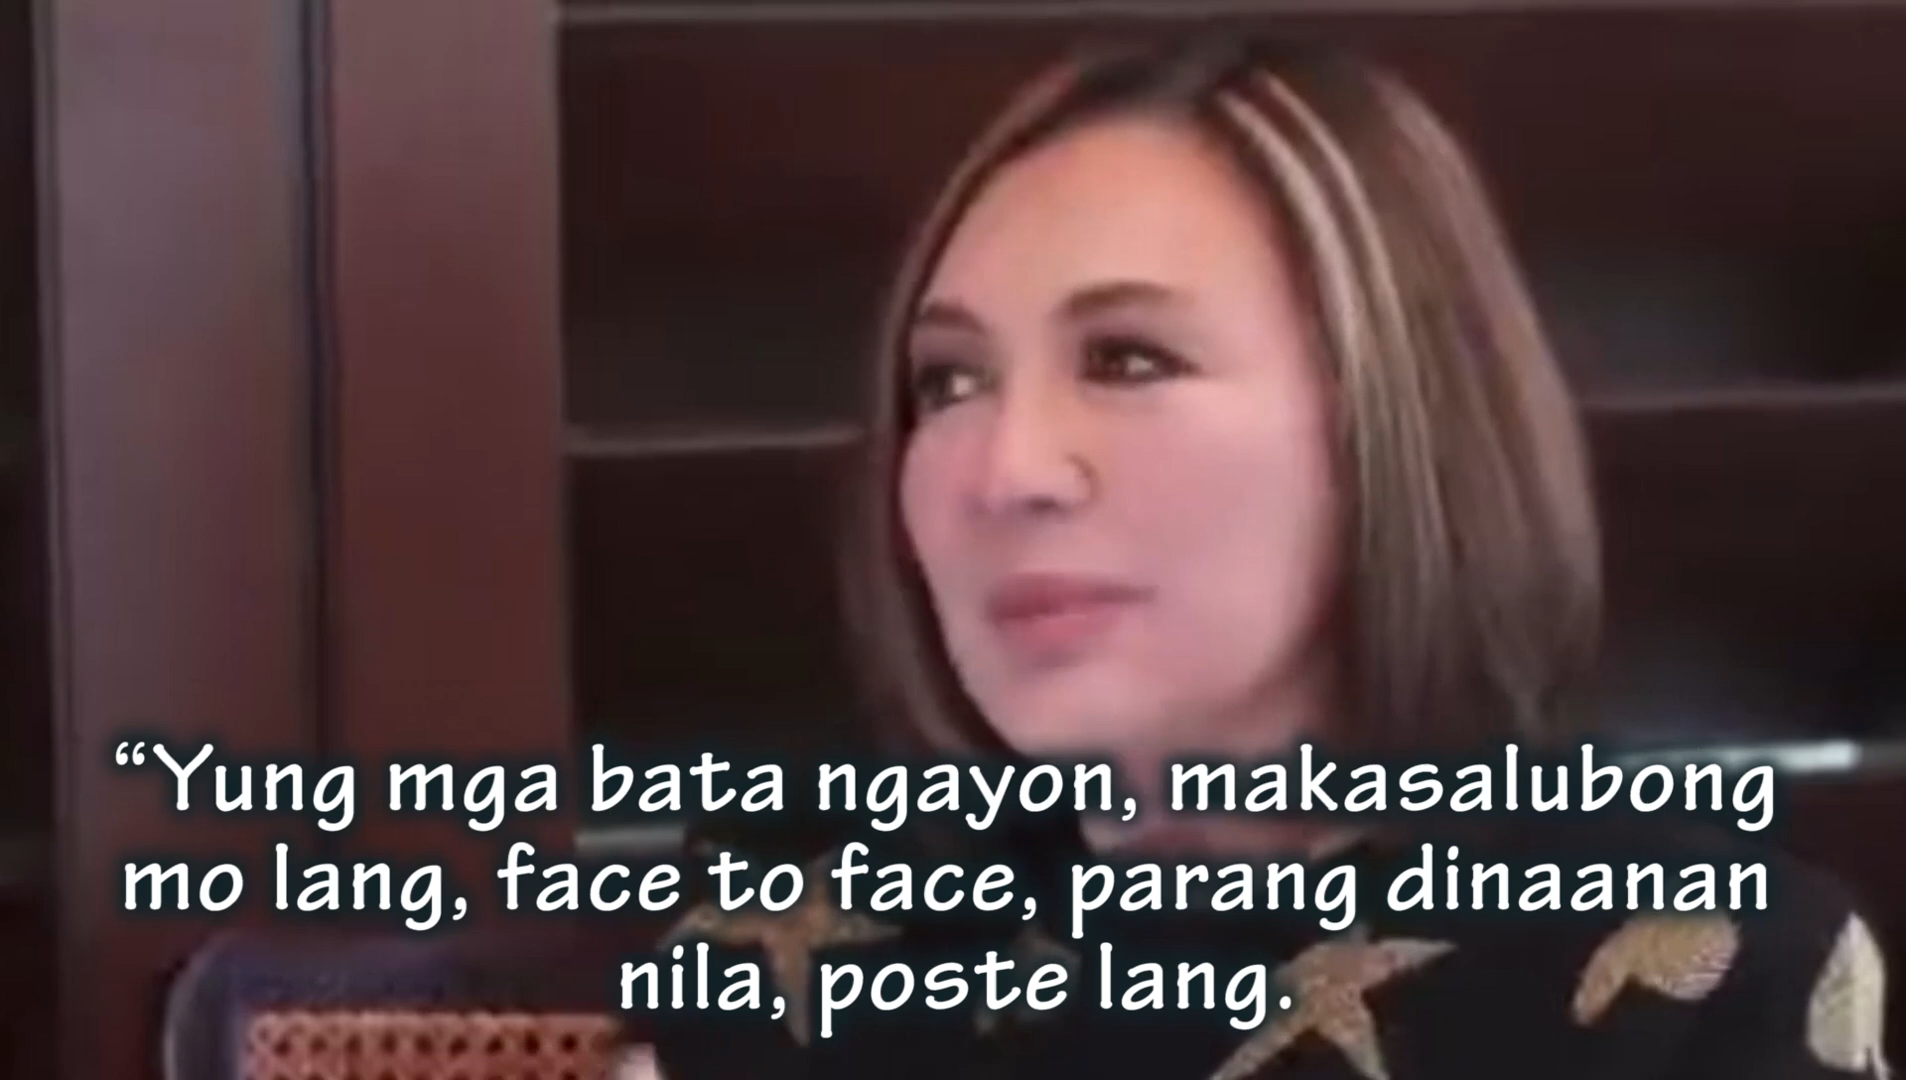 “Yung mga bata ngayon, makasalubong
mo lang, face to face, parang dinaanan
nila, poste lang.